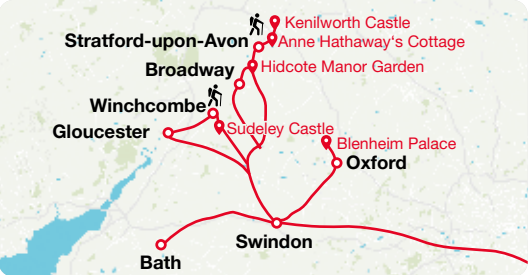 Kenilworth Castle
Stratford-upon-Avon
Anne Hathaway‘s Cottage
Broadway
Hidcote Manor Garden
Winchcombe
Gloucester
Sudeley Castle
Blenheim Palace
Oxford
Swindon
Bath